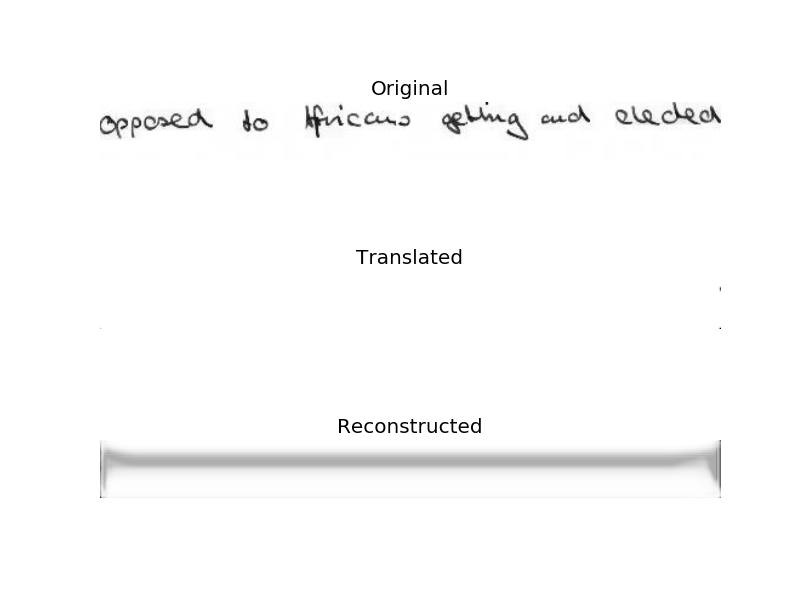 Original
opposed to Africans getting and elected
Translated
Reconstructed